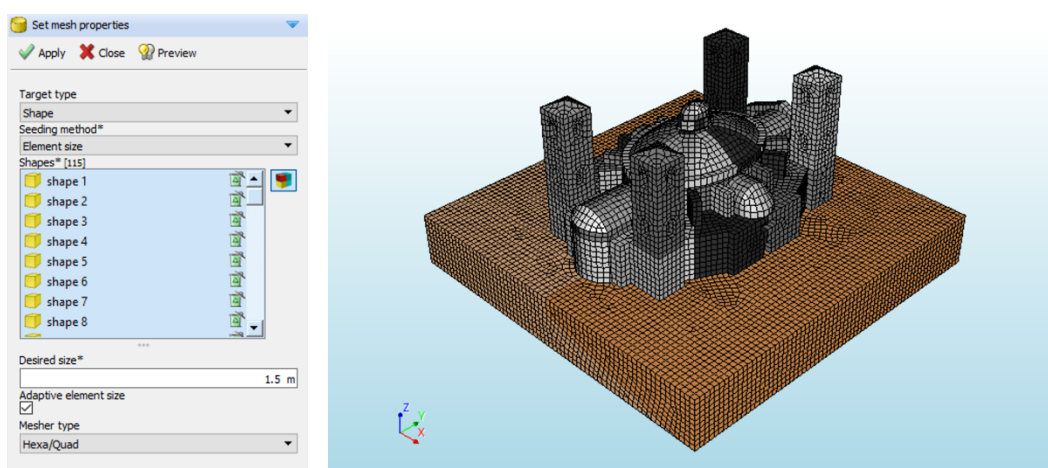 Set mesh properties
Apply Close Preview
Target type
Shape
Seeding method*
Element size
Shapes* [115]
shape 1
shape 2
shape 3
shape 4
shape 5
shape 6
shape 7
shape 8
Desired size*
1.5 m
Adaptive element size
Mesher type
Hexa/Quad
Z
Y
X